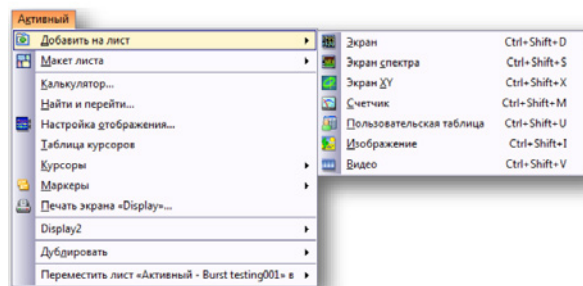 Активный
Добавить на лист
Макет листа
Калькулятор...
Найти и перейти...
Настройка отображения...
Таблица курсоров
Курсоры
Маркеры
Печать экрана «Display»...
Display2
Дублировать
Переместить лист «Активный - Burst testing001» в
Экран Ctrl+Shift+D
Экран спектра Ctrl+Shift+S
Экран XY Ctrl+Shift+X
Счетчик Ctrl+Shift+M
Пользовательская таблица Ctrl+Shift+U
Изображение Ctrl+Shift+I
Видео Ctrl+Shift+V